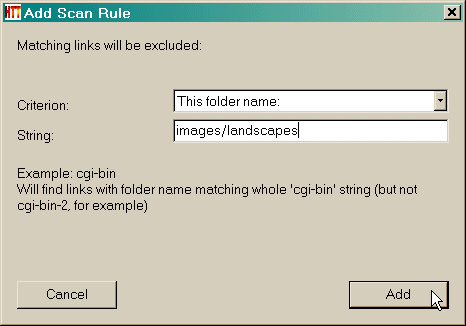 Add Scan Rule
Matching links will be excluded:
Criterion:
This folder name:
String:
images/landscapes
Example: cgi-bin
Will find links with folder name matching whole 'cgi-bin' string (but not
cgi-bin-2, for example)
Cancel
Add